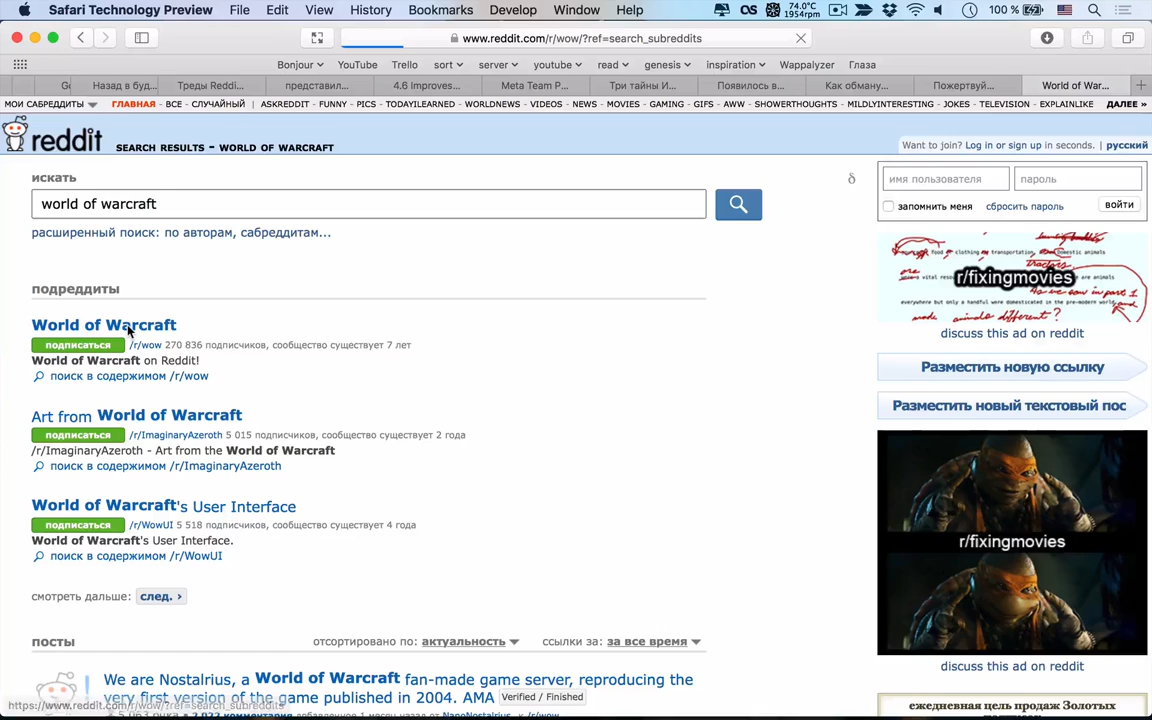 Safari Technology Preview File Edit View History Bookmarks Develop Window Help
74.0°C
1954rpm
100 %
www.reddit.com/r/wow/?ref=search_subreddits
Bonjour YouTube Trello sort server youtube read genesis inspiration Wappalyzer Глаза
Назад в буд... Треды Reddi... представил... 4.6 Improves... Meta Team P... Три тайны И... Появилось в... Как обману... Пожертвуй... World of War...
МОИ САБРЕДДИТЫ ГЛАВНАЯ - ВСЕ - СЛУЧАЙНЫЙ | ASKREDDIT - FUNNY - PICS - TODAYILEARNED - WORLDNEWS - VIDEOS - NEWS - MOVIES - GAMING - GIFS - AWW - SHOWERTHOUGHTS - MILDLYINTERESTING - JOKES - TELEVISION - EXPLAINLIKE ДАЛЕЕ »
reddit SEARCH RESULTS - WORLD OF WARCRAFT
Want to join? Log in or sign up in seconds. | русский
искать
world of warcraft
расширенный поиск: по авторам, сабреддитам...
имя пользователя пароль
запомнить меня сбросить пароль войти
r/fixingmovies
discuss this ad on reddit
Разместить новую ссылку
Разместить новый текстовый пос
r/fixingmovies
discuss this ad on reddit
ежедневная цель продажи Золотых
подреддиты
World of Warcraft
подписаться /r/wow 270 836 подписчиков, сообщество существует 7 лет
World of Warcraft on Reddit!
поиск в содержимом /r/wow
Art from World of Warcraft
подписаться /r/ImaginaryAzeroth 5 015 подписчиков, сообщество существует 2 года
/r/ImaginaryAzeroth - Art from the World of Warcraft
поиск в содержимом /r/ImaginaryAzeroth
World of Warcraft's User Interface
подписаться /r/WowUI 5 518 подписчиков, сообщество существует 4 года
World of Warcraft's User Interface.
поиск в содержимом /r/WowUI
смотреть дальше: след. ›
посты
отсортировано по: актуальность ссылки за: за все время
We are Nostalrius, a World of Warcraft fan-made game server, reproducing the
very first version of the game published in 2004. AMA Verified / Finished
https://www.reddit.com/r/wow/?ref=search_subreddits